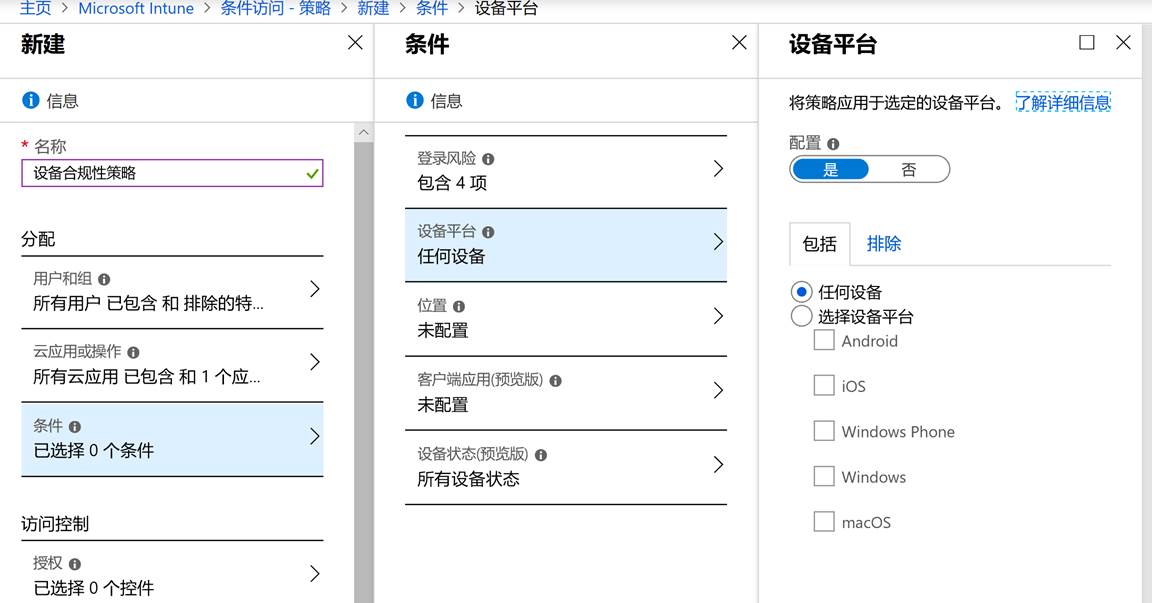 主页 > Microsoft Intune > 条件访问 - 策略 > 新建 > 条件 > 设备平台
新建
信息
* 名称
设备合规性策略
分配
用户和组
所有用户 已包含 和 排除的特...
云应用或操作
所有云应用 已包含 和 1 个应...
条件
已选择 0 个条件
访问控制
授权
已选择 0 个控件
条件
信息
登录风险
包含 4 项
设备平台
任何设备
位置
未配置
客户端应用(预览版)
未配置
设备状态(预览版)
所有设备状态
设备平台
将策略应用于选定的设备平台。 了解详细信息
配置
是 否
包括 排除
任何设备
选择设备平台
Android
iOS
Windows Phone
Windows
macOS